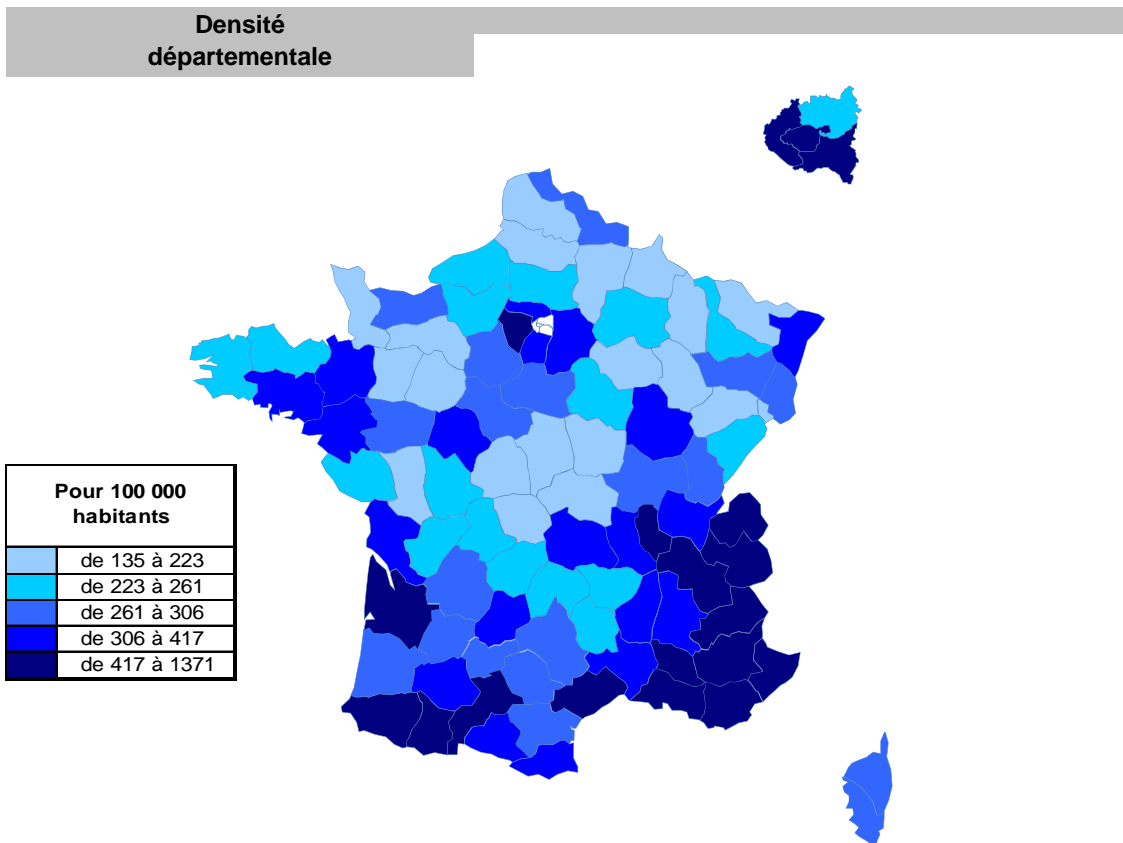 Densité
départementale
Pour 100 000
habitants
de 135 à 223
de 223 à 261
de 261 à 306
de 306 à 417
de 417 à 1371